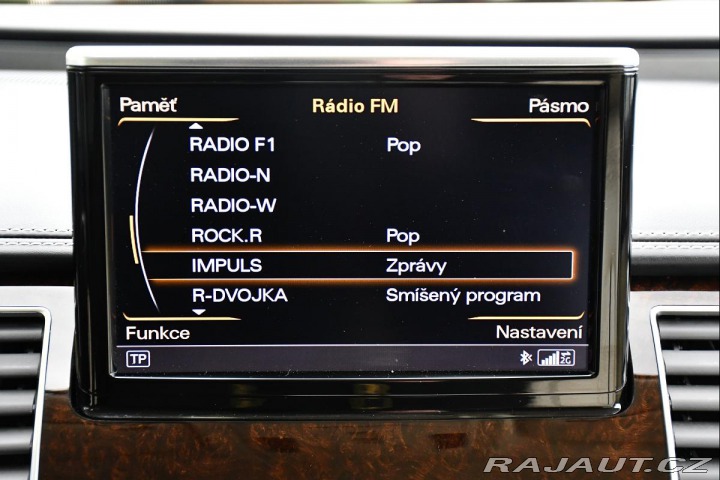 Paměť Rádio FM Pásmo
RADIO F1 Pop
RADIO-N
RADIO-W
ROCK.R Pop
IMPULS Zprávy
R-DVOJKA Smíšený program
Funkce Nastavení
TP 2G
RAJAUT.CZ